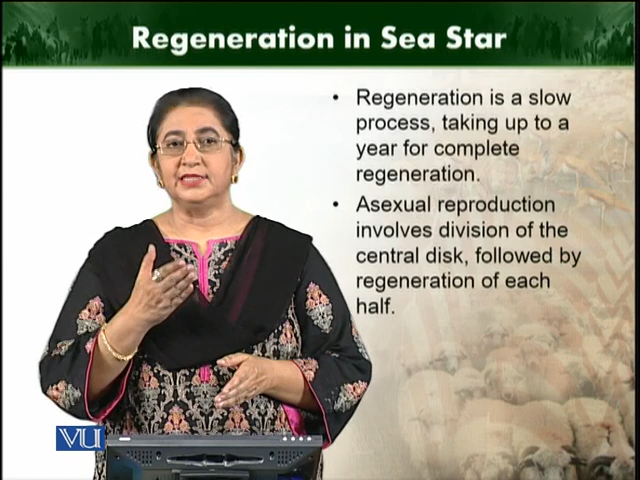 Regeneration in Sea Star
• Regeneration is a slow
process, taking up to a
year for complete
regeneration.
• Asexual reproduction
involves division of the
central disk, followed by
regeneration of each
half.
VU